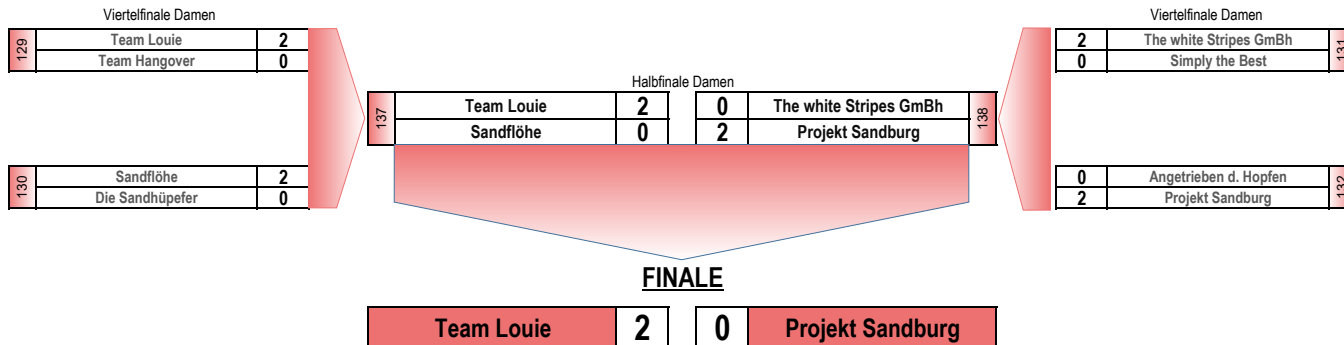 Viertelfinale Damen
Viertelfinale Damen
129
Team Louie 2
Team Hangover 0
2 The white Stripes GmBh
0 Simply the Best
131
Halbfinale Damen
137
Team Louie 2 0 The white Stripes GmBh
Sandflöhe 0 2 Projekt Sandburg
138
130
Sandflöhe 2
Die Sandhüpefer 0
0 Angetrieben d. Hopfen
2 Projekt Sandburg
132
FINALE
Team Louie 2 0 Projekt Sandburg